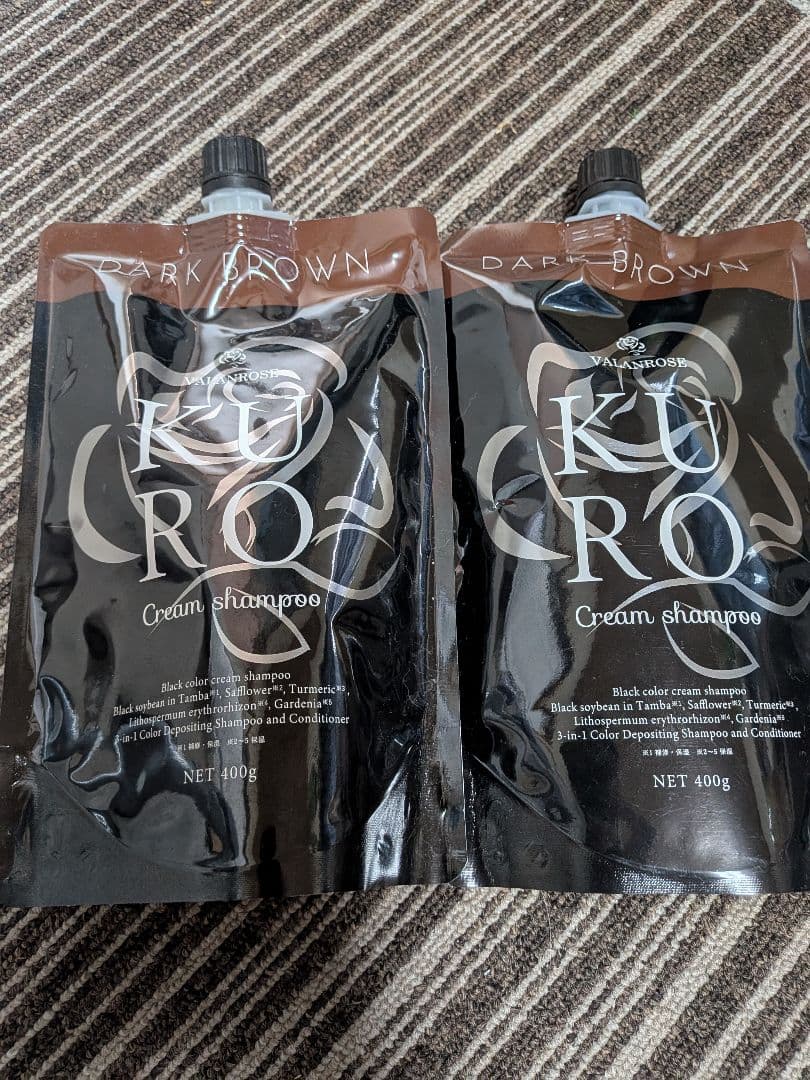 DARK BROWN
VALANROSE
KU
RO
Cream shampoo
Black color cream shampoo
Black soybean in Tamba※1, Safflower※2, Turmeric※3,
Lithospermum erythrorhizon※4, Gardenia※5
3-in-1 Color Depositing Shampoo and Conditioner
※1 補修・保湿 ※2～5 保湿
NET 400g
DARK BROWN
VALANROSE
KU
RO
Cream shampoo
Black color cream shampoo
Black soybean in Tamba※1, Safflower※2, Turmeric※3,
Lithospermum erythrorhizon※4, Gardenia※5
3-in-1 Color Depositing Shampoo and Conditioner
※1 補修・保湿 ※2～5 保湿
NET 400g